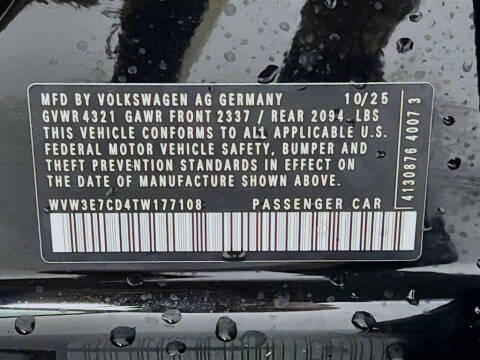 MFD BY VOLKSWAGEN AG GERMANY 10/25
GVWR 4321 GAWR FRONT 2337 / REAR 2094 LBS
THIS VEHICLE CONFORMS TO ALL APPLICABLE U.S.
FEDERAL MOTOR VEHICLE SAFETY, BUMPER AND
THEFT PREVENTION STANDARDS IN EFFECT ON
THE DATE OF MANUFACTURE SHOWN ABOVE.
WVW3E7CD4TW177108 PASSENGER CAR
4130876 4007 3